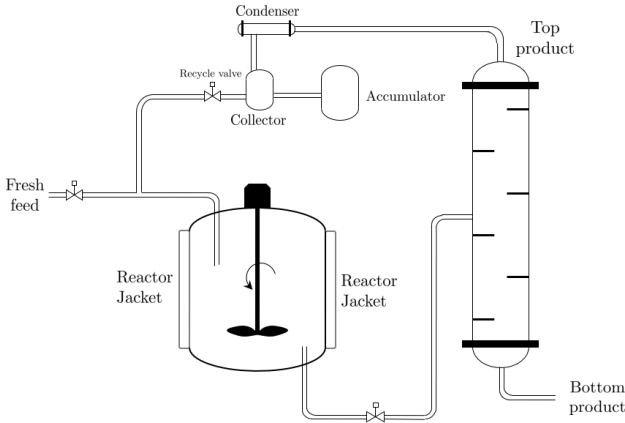 Condenser
Top
product
Recycle valve
Accumulator
Collector
Fresh
feed
Reactor
Jacket
Reactor
Jacket
Bottom
product